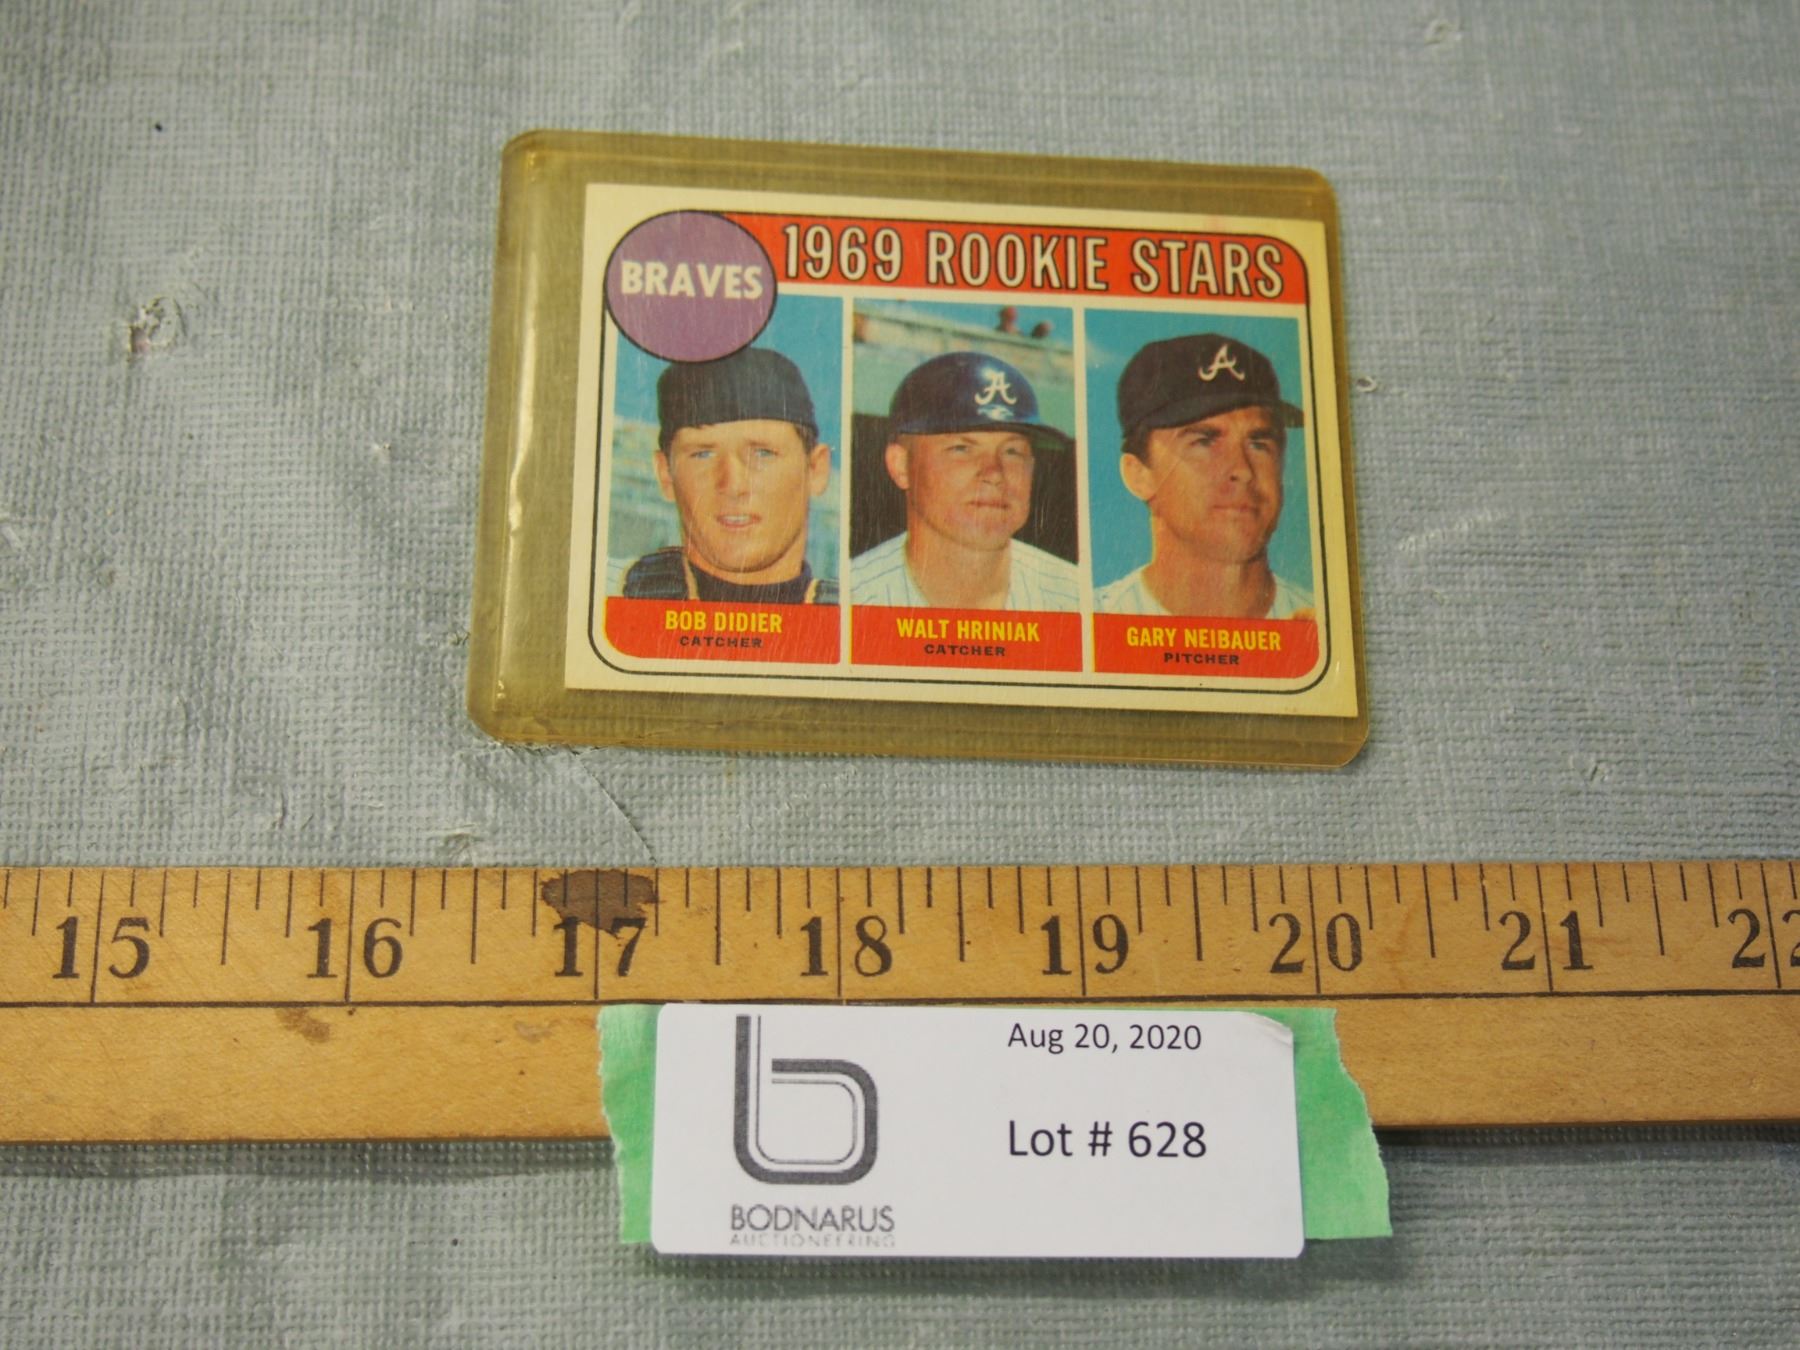 BRAVES
1969 ROOKIE STARS
A
A
BOB DIDIER
CATCHER
WALT HRINIAK
CATCHER
GARY NEIBAUER
PITCHER
15 16 17 18 19 20 21 22
Aug 20, 2020
Lot # 628
b
BODNARUS
AUCTIONEERING